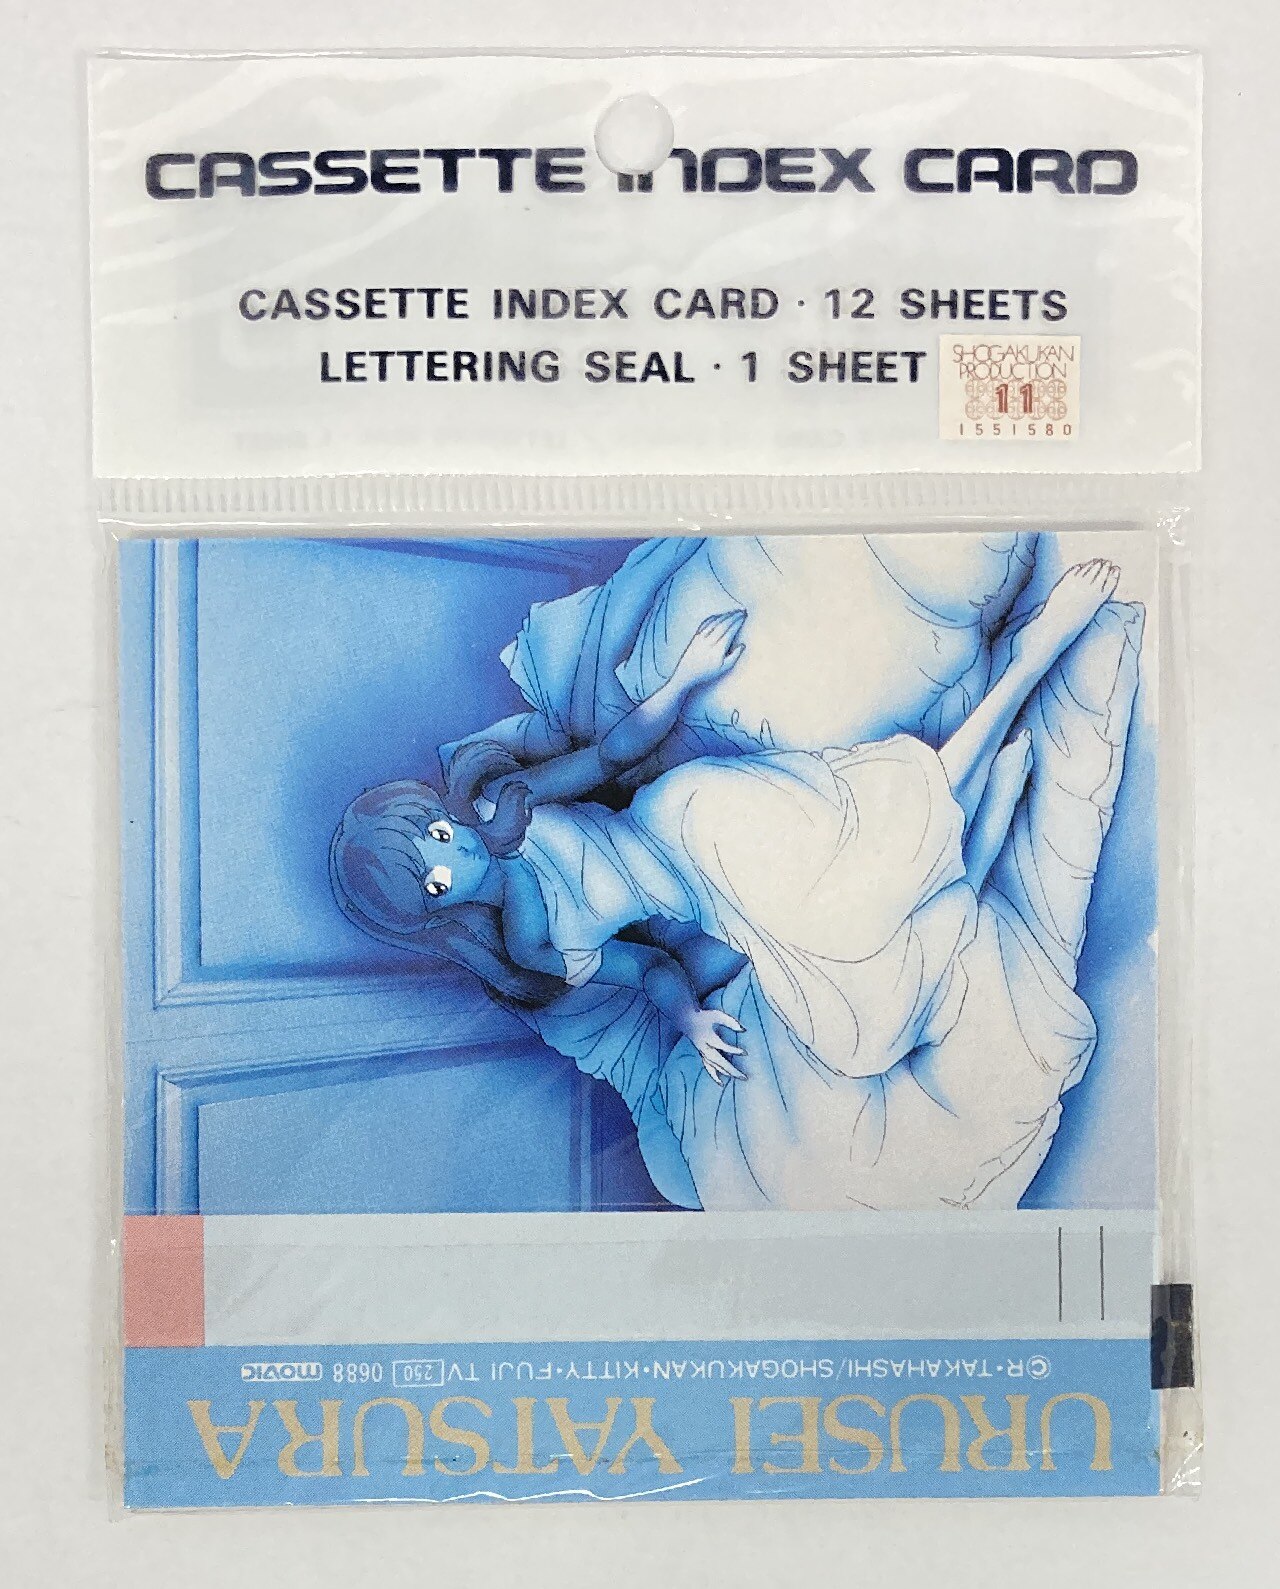 CASSETTE INDEX CARD
CASSETTE INDEX CARD · 12 SHEETS
LETTERING SEAL · 1 SHEET
SHOGAKUKAN
PRODUCTION
11
1551580
©R·TAKAHASHI/SHOGAKUKAN·KITTY·FUJI TV 250 0688 movic
URUSEI YATSURA